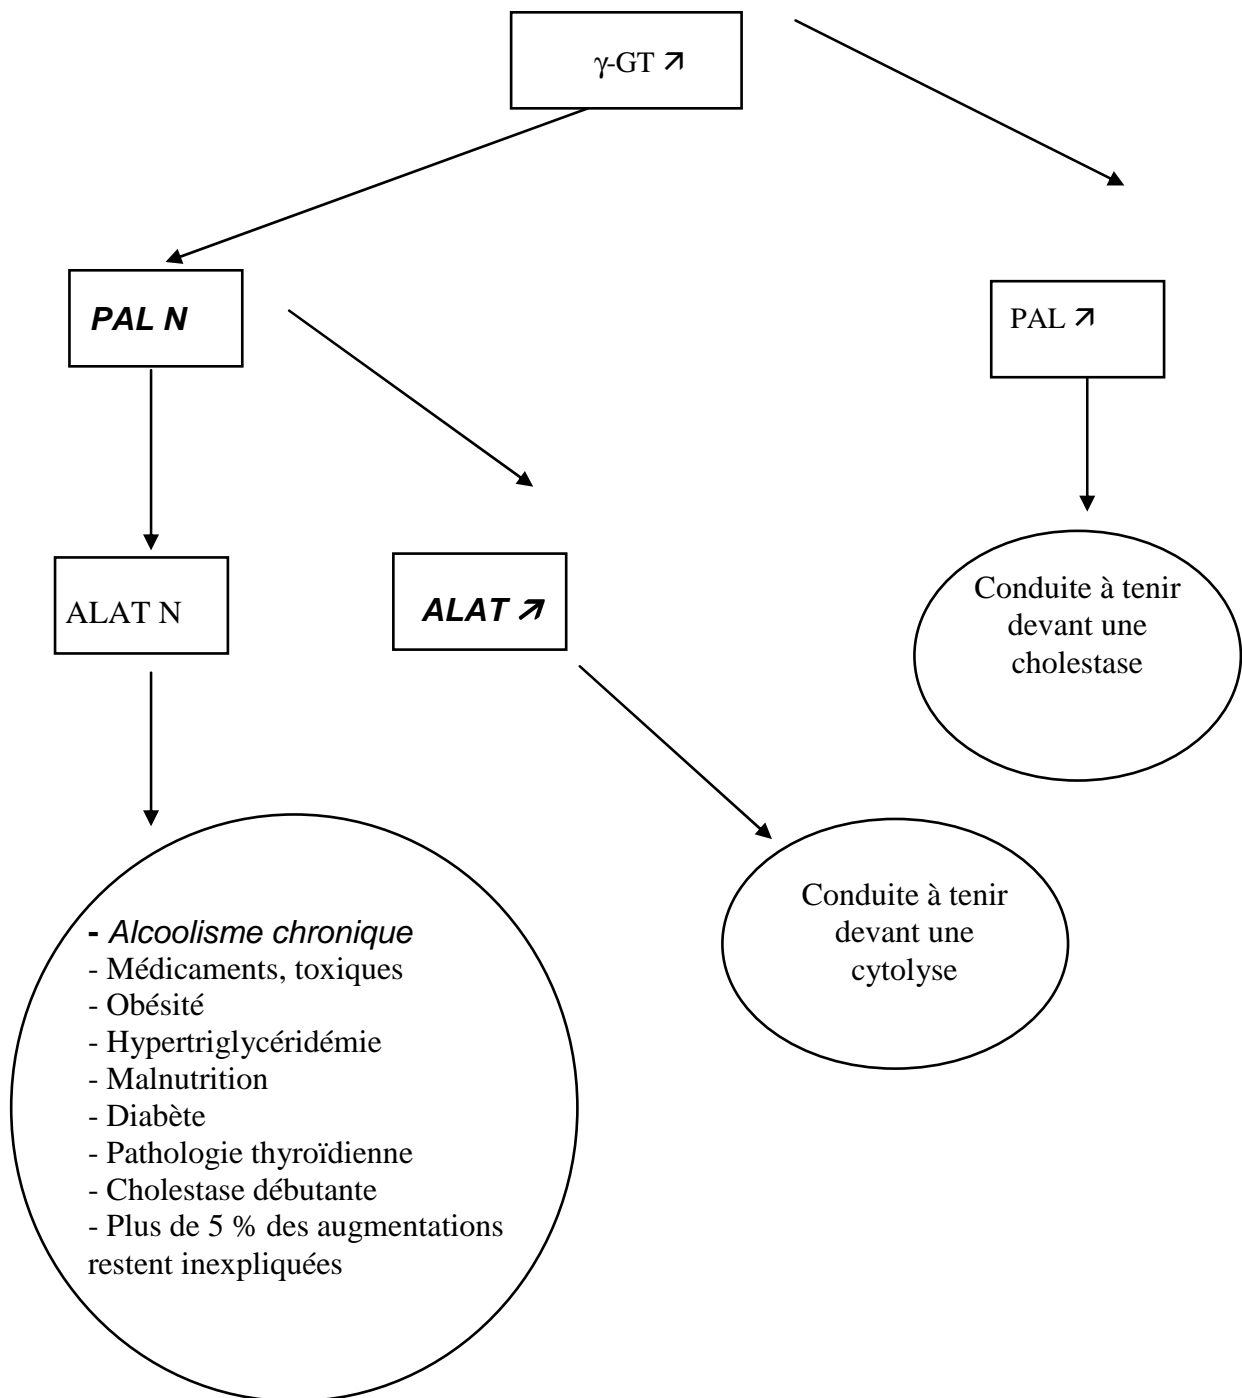 γ-GT ↗
PAL N
PAL ↗
ALAT N
ALAT ↗
Conduite à tenir
devant une
cholestase
Conduite à tenir
devant une
cytolyse
- Alcoolisme chronique
- Médicaments, toxiques
- Obésité
- Hypertriglycéridémie
- Malnutrition
- Diabète
- Pathologie thyroïdienne
- Cholestase débutante
- Plus de 5 % des augmentations
restent inexpliquées